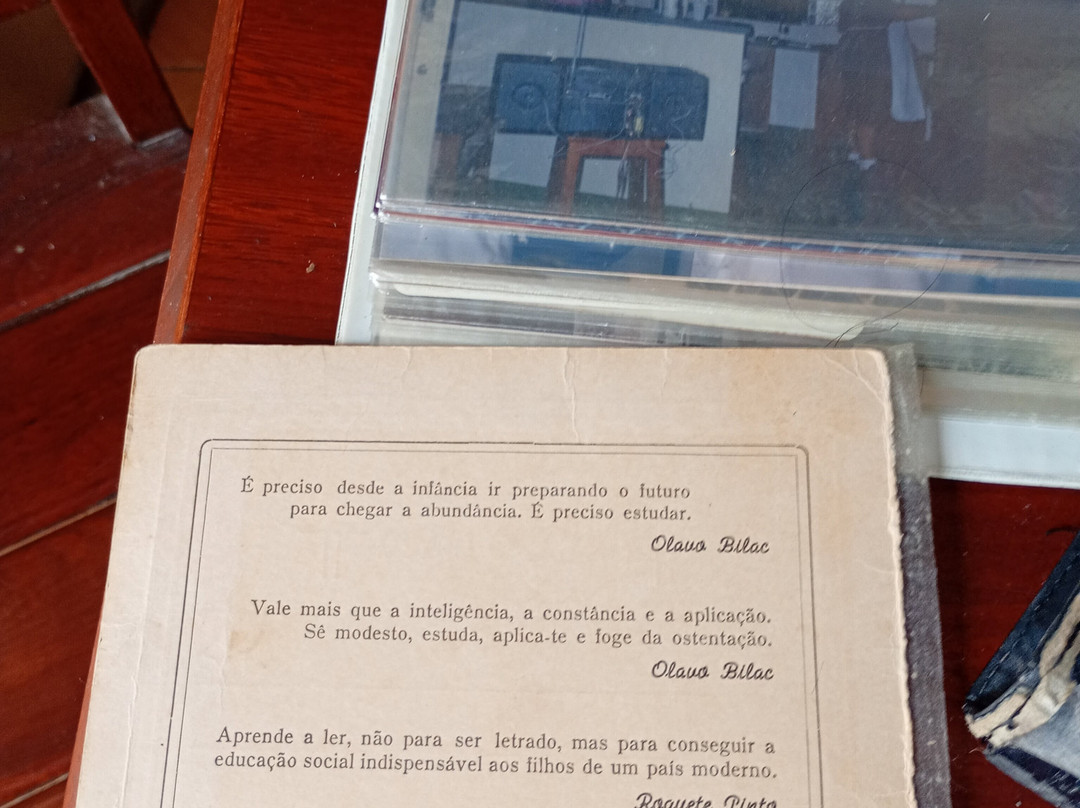 É preciso desde a infância ir preparando o futuro
para chegar a abundância. É preciso estudar.
Olavo Bilac
Vale mais que a inteligência, a constância e a aplicação.
Sê modesto, estuda, aplica-te e foge da ostentação.
Olavo Bilac
Aprende a ler, não para ser letrado, mas para conseguir a
educação social indispensável aos filhos de um país moderno.
Roquete Pinto